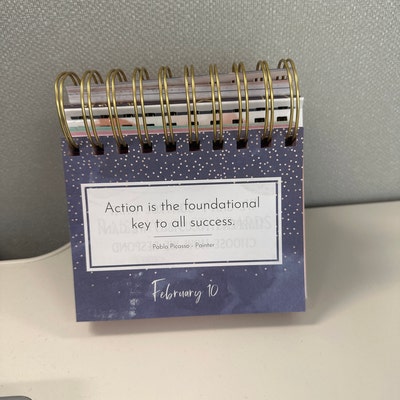 Action is the foundational
key to all success.
Pablo Picasso - Painter
February 10